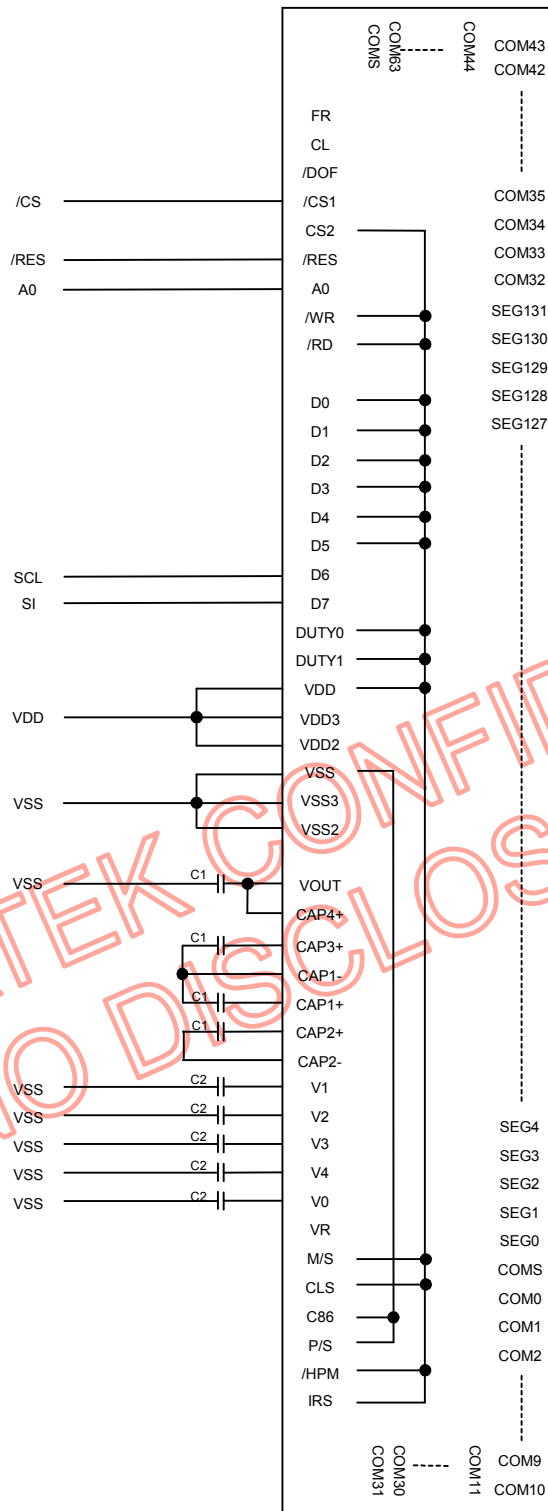 COMS
COM63
COM44
COM43
COM42
FR
CL
/DOF
/CS
/CS1
COM35
CS2
COM34
/RES
/RES
COM33
A0
A0
COM32
/WR
SEG131
/RD
SEG130
SEG129
D0
SEG128
D1
SEG127
D2
D3
D4
D5
SCL
D6
SI
D7
DUTY0
DUTY1
VDD
VDD
VDD3
VDD2
VSS
VSS
VSS3
VSS2
VSS
C1
VOUT
CAP4+
C1
CAP3+
CAP1-
C1
CAP1+
C1
CAP2+
CAP2-
VSS
C2
V1
VSS
C2
V2
SEG4
VSS
C2
V3
SEG3
VSS
C2
V4
SEG2
VSS
C2
V0
SEG1
VR
SEG0
M/S
COMS
CLS
COM0
C86
COM1
P/S
COM2
/HPM
IRS
COM31
COM30
COM11
COM9
COM10
TEK CONFID
NO DISCLOS